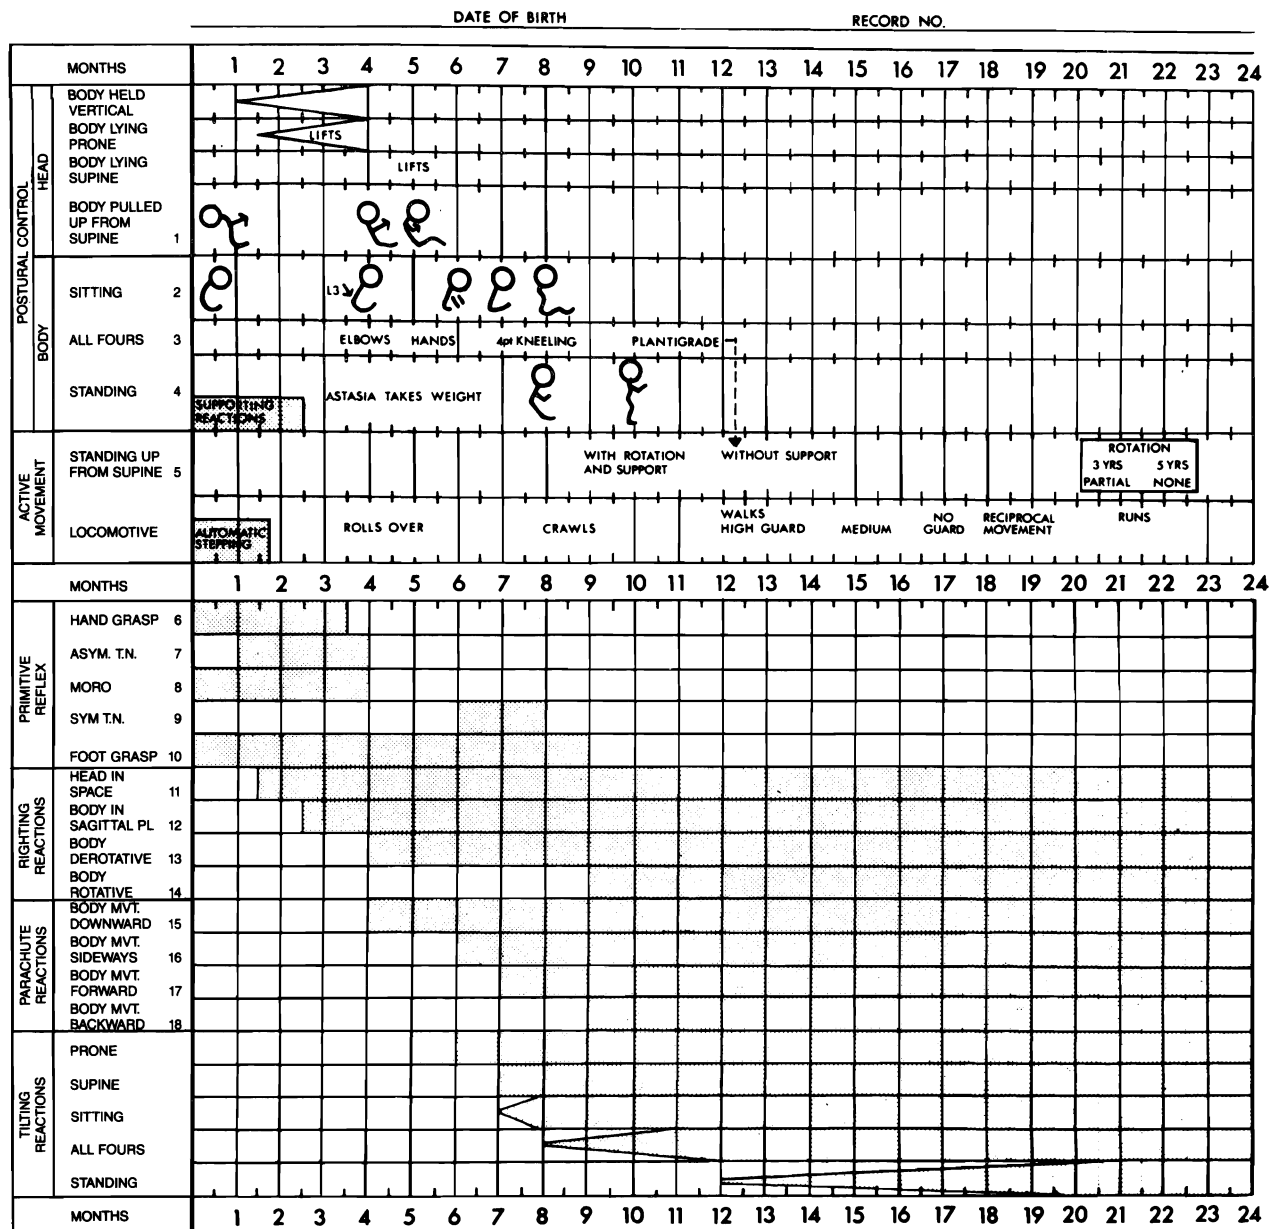 DATE OF BIRTH RECORD NO.
MONTHS 1 2 3 4 5 6 7 8 9 10 11 12 13 14 15 16 17 18 19 20 21 22 23 24
POSTURAL CONTROL
HEAD
BODY HELD
VERTICAL
BODY LYING
PRONE LIFTS
BODY LYING
SUPINE LIFTS
BODY PULLED
UP FROM
SUPINE 1
BODY
SITTING 2 L3
ALL FOURS 3 ELBOWS HANDS 4pt KNEELING PLANTIGRADE
STANDING 4 ASTASIA TAKES WEIGHT
SUPPORTING
REACTIONS
ACTIVE
MOVEMENT
STANDING UP
FROM SUPINE 5
WITH ROTATION
AND SUPPORT
WITHOUT SUPPORT
ROTATION
3 YRS 5 YRS
PARTIAL NONE
LOCOMOTIVE
AUTOMATIC
STEPPING
ROLLS OVER
CRAWLS
WALKS
HIGH GUARD
MEDIUM
NO
GUARD
RECIPROCAL
MOVEMENT
RUNS
MONTHS 1 2 3 4 5 6 7 8 9 10 11 12 13 14 15 16 17 18 19 20 21 22 23 24
PRIMITIVE
REFLEX
HAND GRASP 6
ASYM. T.N. 7
MORO 8
SYM T.N. 9
FOOT GRASP 10
RIGHTING
REACTIONS
HEAD IN
SPACE 11
BODY IN
SAGITTAL PL 12
BODY
DEROTATIVE 13
BODY
ROTATIVE 14
PARACHUTE
REACTIONS
BODY MVT.
DOWNWARD 15
BODY MVT.
SIDEWAYS 16
BODY MVT.
FORWARD 17
BODY MVT.
BACKWARD 18
TILTING
REACTIONS
PRONE
SUPINE
SITTING
ALL FOURS
STANDING
MONTHS 1 2 3 4 5 6 7 8 9 10 11 12 13 14 15 16 17 18 19 20 21 22 23 24